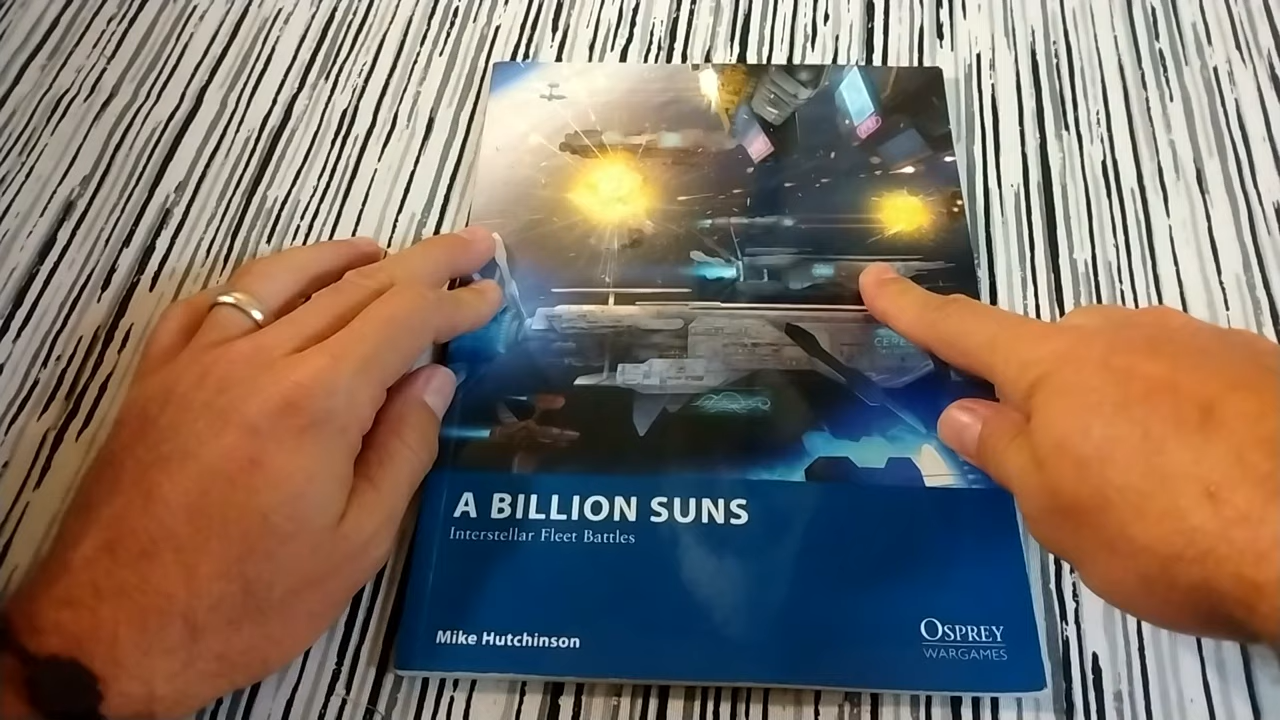 A BILLION SUNS
Interstellar Fleet Battles
Mike Hutchinson
OSPREY
WARGAMES